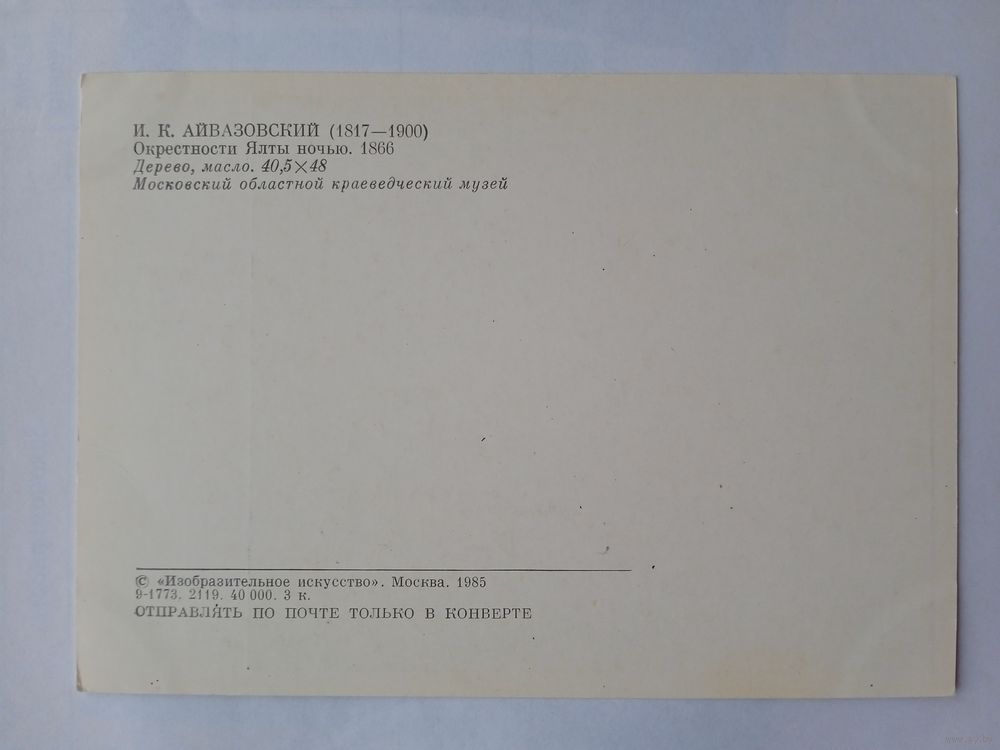 И. К. АЙВАЗОВСКИЙ (1817—1900)
Окрестности Ялты ночью. 1866
Дерево, масло. 40,5×48
Московский областной краеведческий музей
© «Изобразительное искусство». Москва. 1985
9-1773. 2119. 40 000. 3 к.
ОТПРАВЛЯТЬ ПО ПОЧТЕ ТОЛЬКО В КОНВЕРТЕ